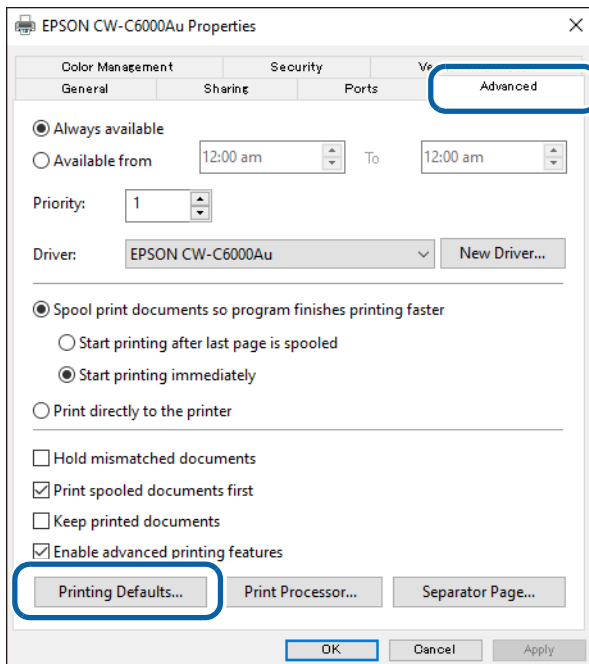 EPSON CW-C6000Au Properties
Color Management Security Ve
General Sharing Ports Advanced
Always available
Available from 12:00 am To 12:00 am
Priority: 1
Driver: EPSON CW-C6000Au New Driver...
Spool print documents so program finishes printing faster
Start printing after last page is spooled
Start printing immediately
Print directly to the printer
Hold mismatched documents
Print spooled documents first
Keep printed documents
Enable advanced printing features
Printing Defaults... Print Processor... Separator Page...
OK Cancel Apply